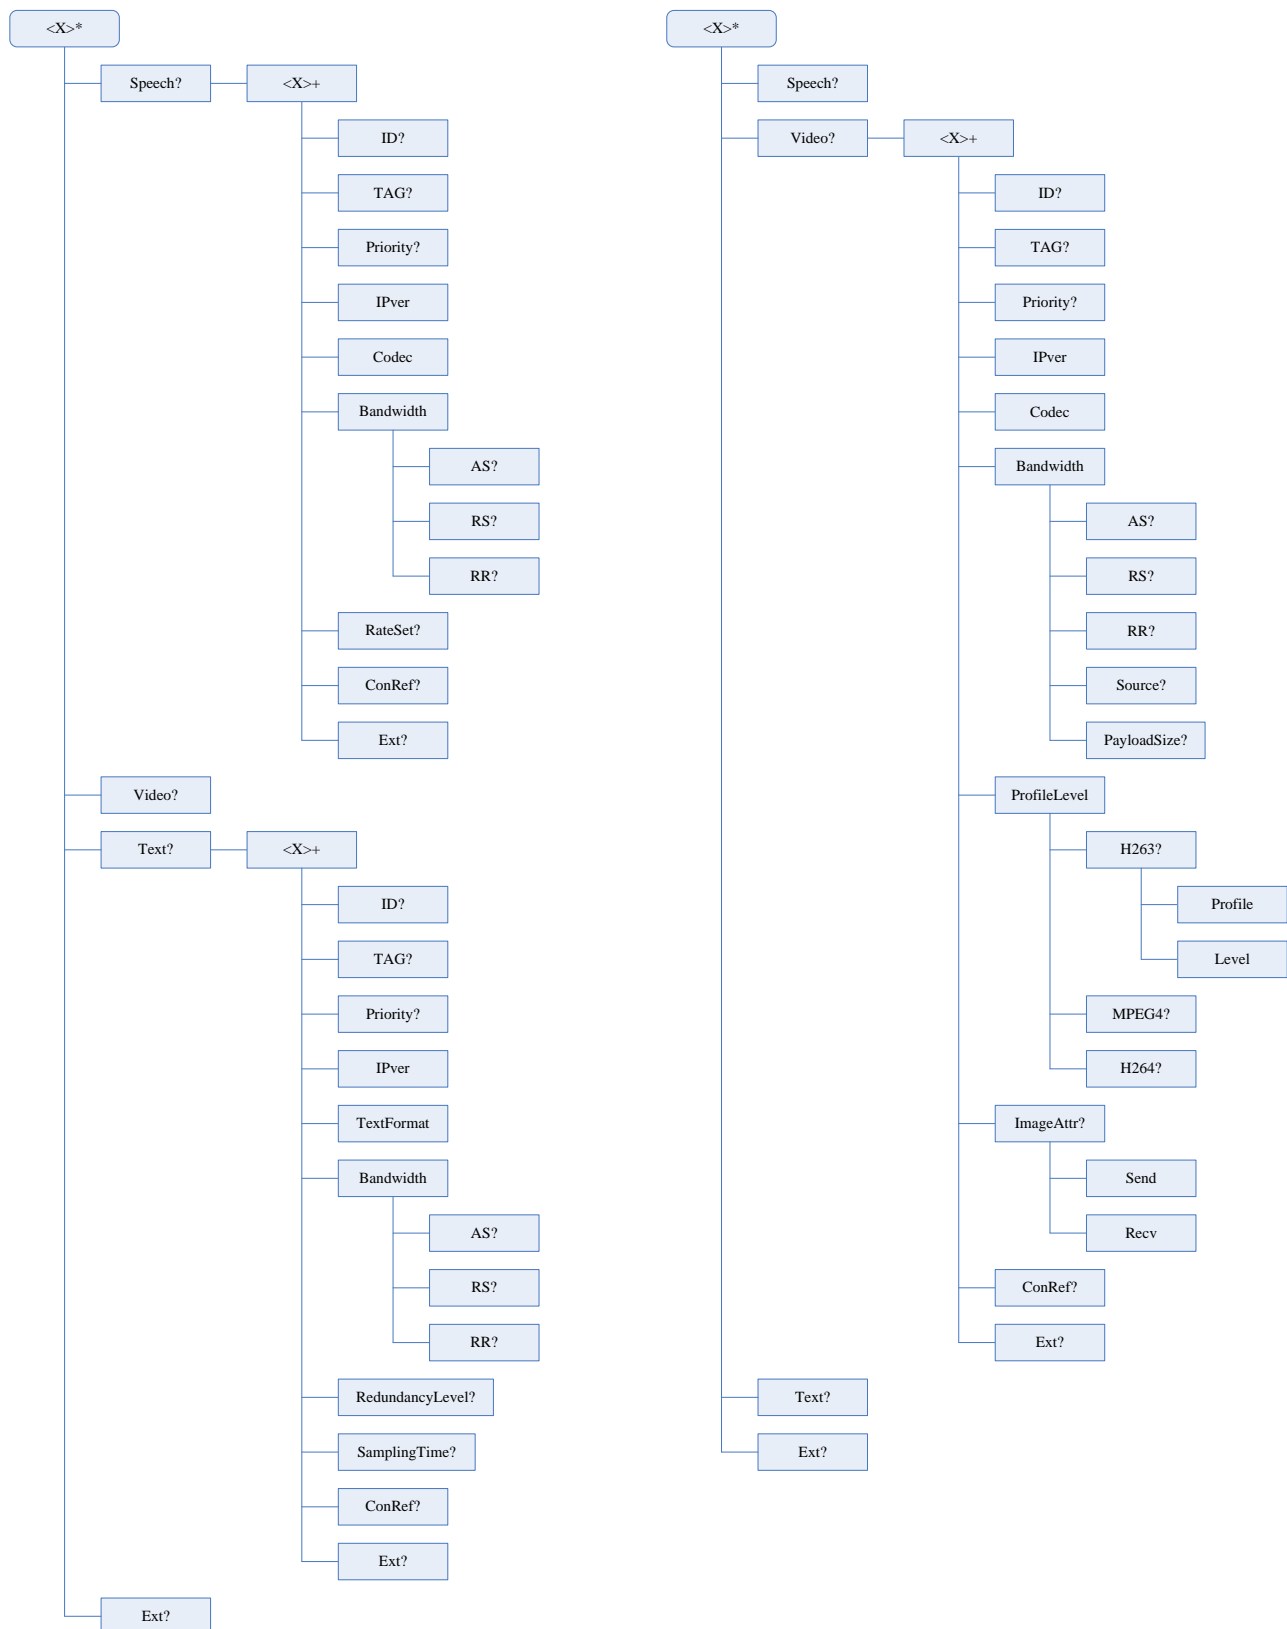 <X>*
Speech?
<X>+
ID?
TAG?
Priority?
IPver
Codec
Bandwidth
AS?
RS?
RR?
RateSet?
ConRef?
Ext?
Video?
Text?
<X>+
ID?
TAG?
Priority?
IPver
TextFormat
Bandwidth
AS?
RS?
RR?
RedundancyLevel?
SamplingTime?
ConRef?
Ext?
Ext?
<X>*
Speech?
Video?
<X>+
ID?
TAG?
Priority?
IPver
Codec
Bandwidth
AS?
RS?
RR?
Source?
PayloadSize?
ProfileLevel
H263?
Profile
Level
MPEG4?
H264?
ImageAttr?
Send
Recv
ConRef?
Ext?
Text?
Ext?